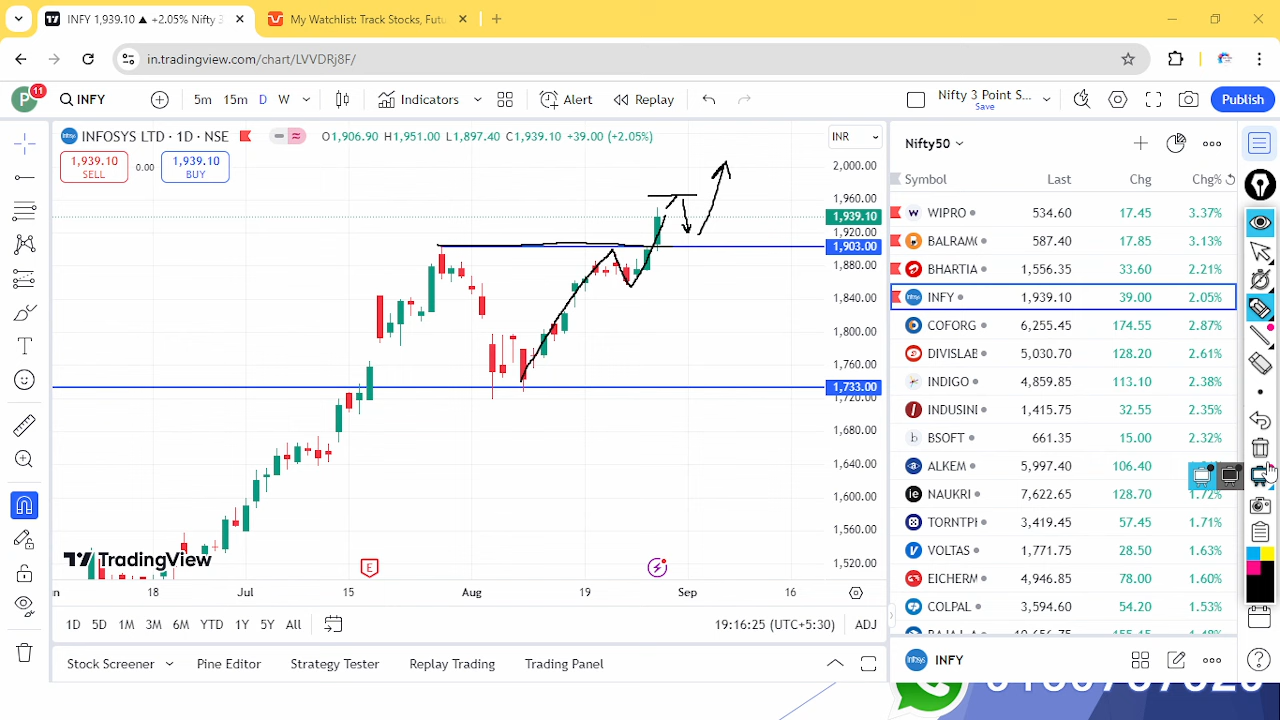 INFY 1,939.10 ▲ +2.05% Nifty 3
My Watchlist: Track Stocks, Futu
in.tradingview.com/chart/LVVDRj8F/
P 11
INFY
5m 15m D W
Indicators
Alert
Replay
Nifty 3 Point S...
Save
Publish
INFOSYS LTD · 1D · NSE
O1,906.90 H1,951.00 L1,897.40 C1,939.10 +39.00 (+2.05%)
INR
1,939.10
SELL
0.00
1,939.10
BUY
2,000.00
1,960.00
1,939.10
1,920.00
1,903.00
1,880.00
1,840.00
1,800.00
1,760.00
1,733.00
1,720.00
1,680.00
1,640.00
1,600.00
1,560.00
1,520.00
TradingView
E
18 Jul 15 Aug 19 Sep 16
1D 5D 1M 3M 6M YTD 1Y 5Y All
19:16:25 (UTC+5:30) ADJ
Stock Screener Pine Editor Strategy Tester Replay Trading Trading Panel
Nifty50
Symbol Last Chg Chg%
WIPRO 534.60 17.45 3.37%
BALRAM 587.40 17.85 3.13%
BHARTIA 1,556.35 33.60 2.21%
INFY 1,939.10 39.00 2.05%
COFORG 6,255.45 174.55 2.87%
DIVISLAB 5,030.70 128.20 2.61%
INDIGO 4,859.85 113.10 2.38%
INDUSIN 1,415.75 32.55 2.35%
BSOFT 661.35 15.00 2.32%
ALKEM 5,997.40 106.40
NAUKRI 7,622.65 128.70 1.72%
TORNTPH 3,419.45 57.45 1.71%
VOLTAS 1,771.75 28.50 1.63%
EICHERM 4,946.85 78.00 1.60%
COLPAL 3,594.60 54.20 1.53%
INFY